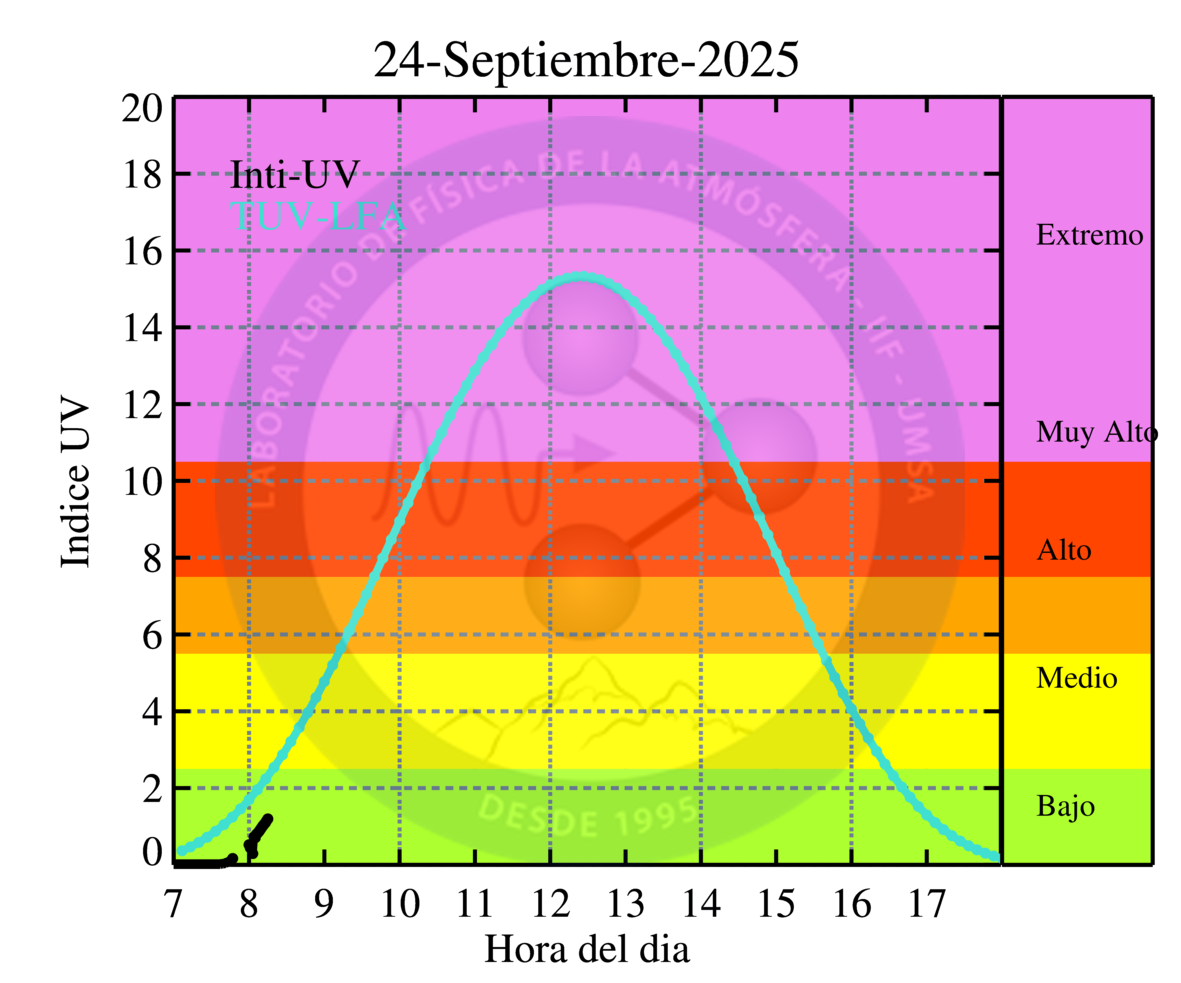 24-Septiembre-2025
20
18
16
14
12
10
8
6
4
2
0
Indice UV
Inti-UV
TUV-LFA
LABORATORIO DE FÍSICA DE LA ATMÓSFERA - IIF - UMSA
DESDE 1995
Extremo
Muy Alto
Alto
Medio
Bajo
7 8 9 10 11 12 13 14 15 16 17
Hora del dia